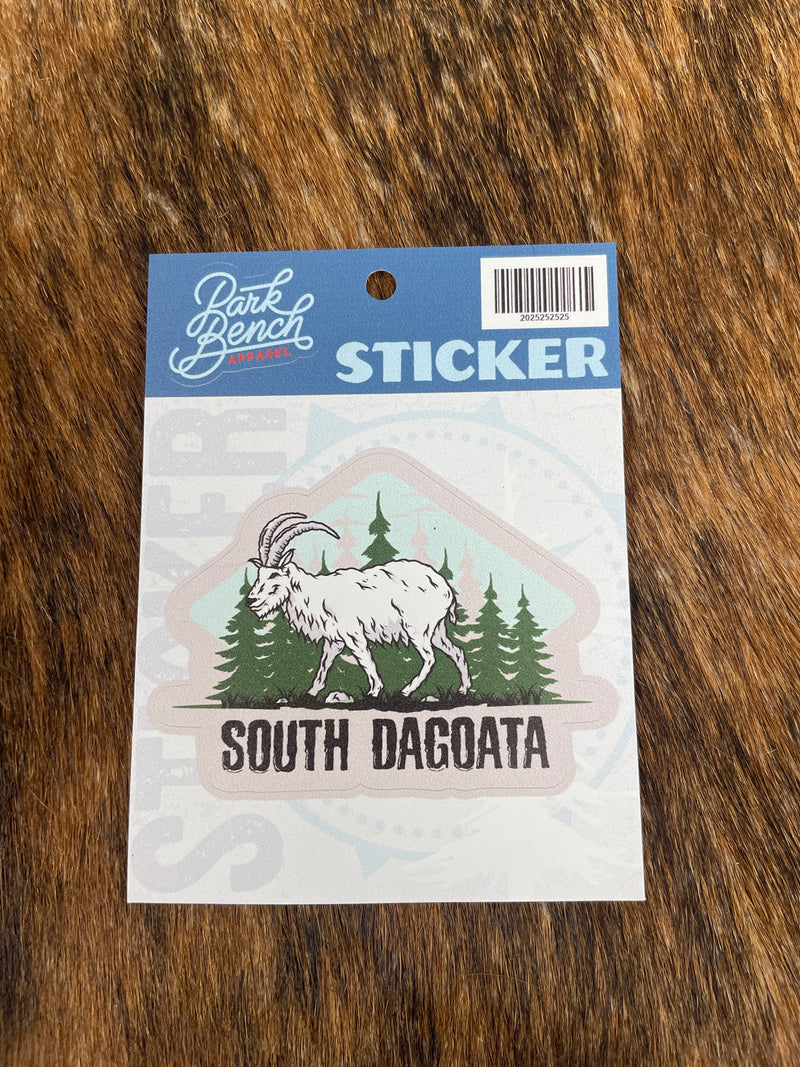 Park
Bench
APPAREL
2025252525
STICKER
SOUTH DAGOATA